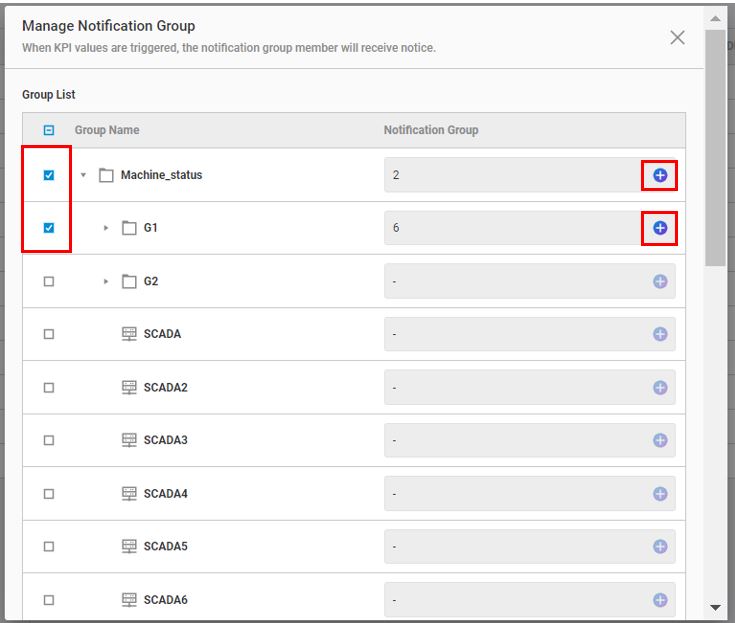 Manage Notification Group
When KPI values are triggered, the notification group member will receive notice.
Group List
Group Name Notification Group
Machine_status 2
G1 6
G2 -
SCADA -
SCADA2 -
SCADA3 -
SCADA4 -
SCADA5 -
SCADA6 -